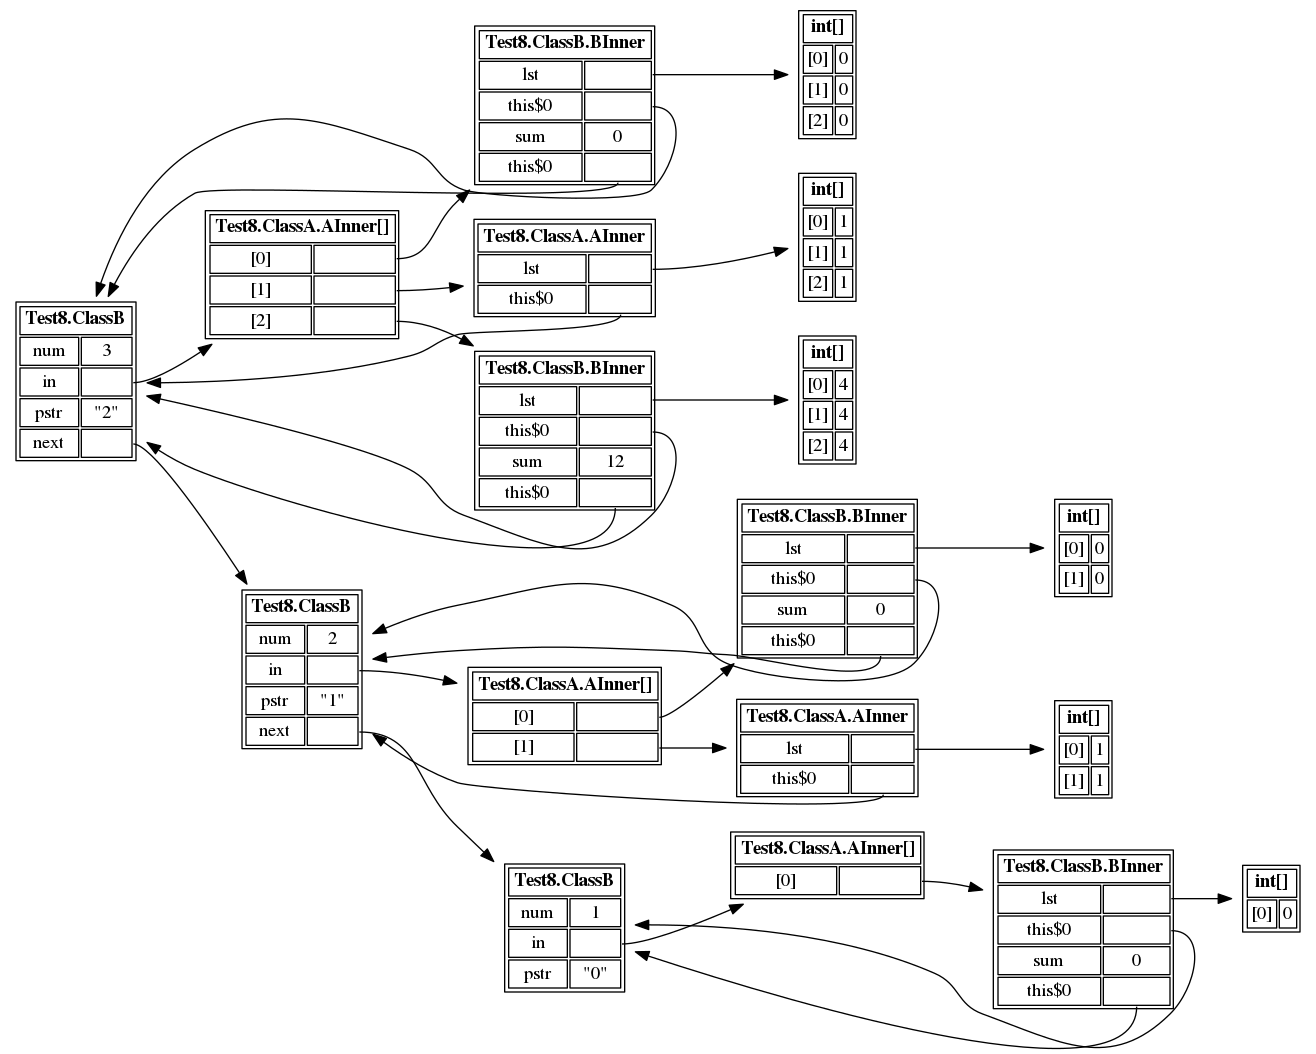 Test8.ClassB.BInner
lst
this$0
sum 0
this$0
int[]
[0] 0
[1] 0
[2] 0
Test8.ClassA.AInner[]
[0]
[1]
[2]
Test8.ClassA.AInner
lst
this$0
int[]
[0] 1
[1] 1
[2] 1
Test8.ClassB
num 3
in
pstr "2"
next
Test8.ClassB.BInner
lst
this$0
sum 12
this$0
int[]
[0] 4
[1] 4
[2] 4
Test8.ClassB.BInner
lst
this$0
sum 0
this$0
int[]
[0] 0
[1] 0
Test8.ClassB
num 2
in
pstr "1"
next
Test8.ClassA.AInner[]
[0]
[1]
Test8.ClassA.AInner
lst
this$0
int[]
[0] 1
[1] 1
Test8.ClassB
num 1
in
pstr "0"
Test8.ClassA.AInner[]
[0]
Test8.ClassB.BInner
lst
this$0
sum 0
this$0
int[]
[0] 0